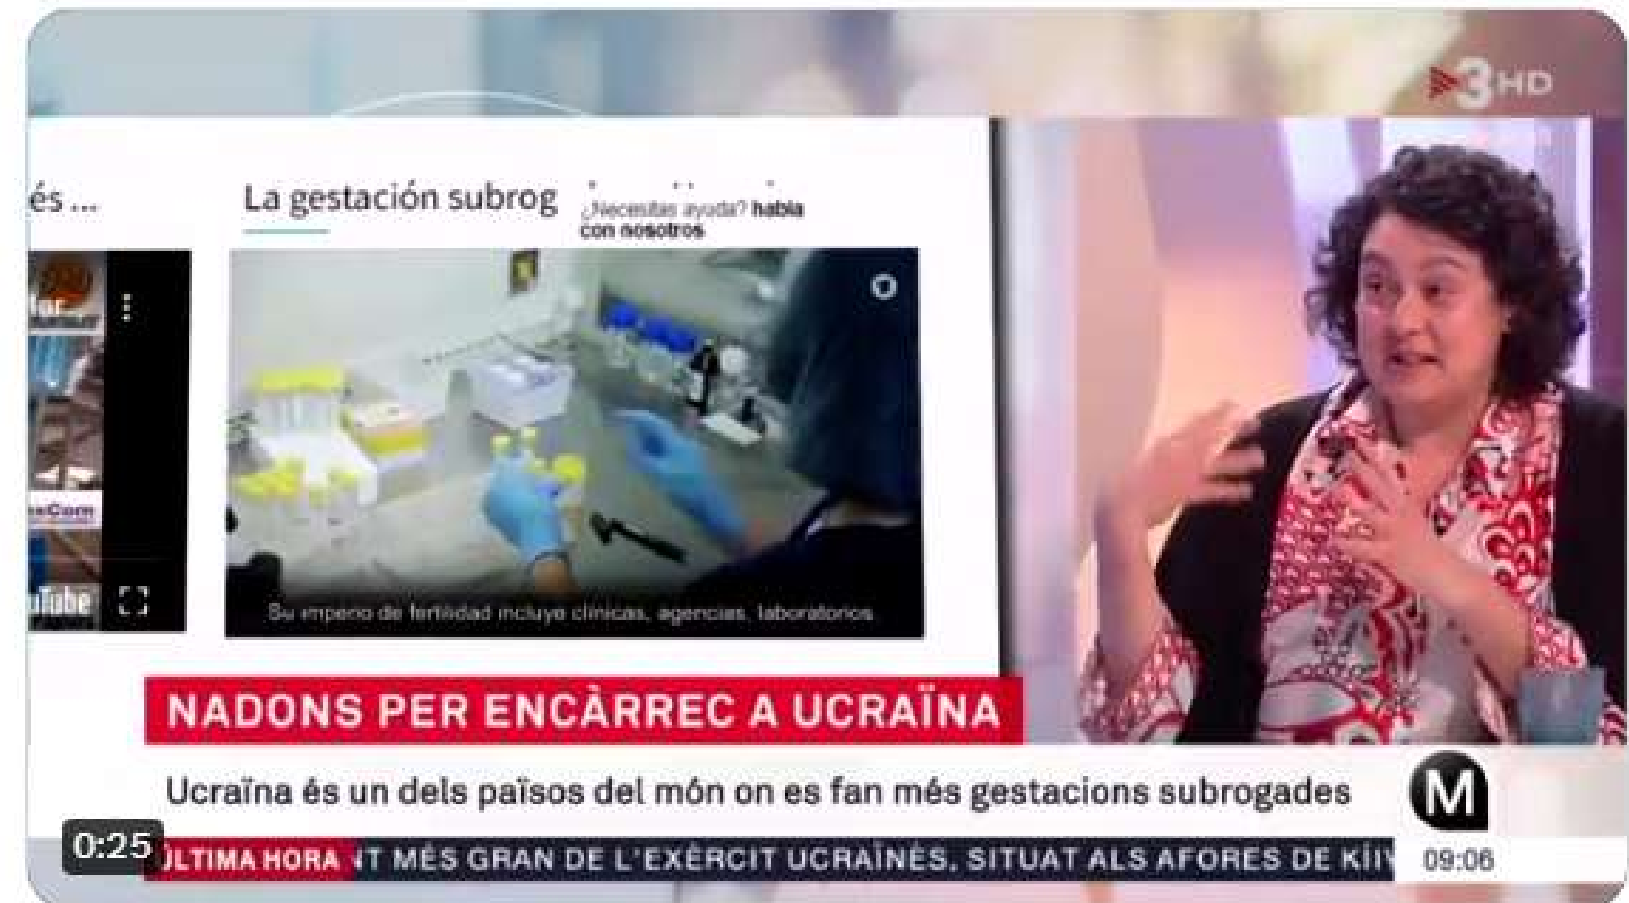 3HD
és ...
La gestación subrog
¿Necesitas ayuda? habla
con nosotros
Su imperio de fertilidad incluye clínicas, agencias, laboratorios
NADONS PER ENCÀRREC A UCRAÏNA
Ucraïna és un dels països del món on es fan més gestacions subrogades
M
0:25
ÚLTIMA HORA NT MÉS GRAN DE L'EXÈRCIT UCRAÏNÈS, SITUAT ALS AFORES DE KÍIV
09:06